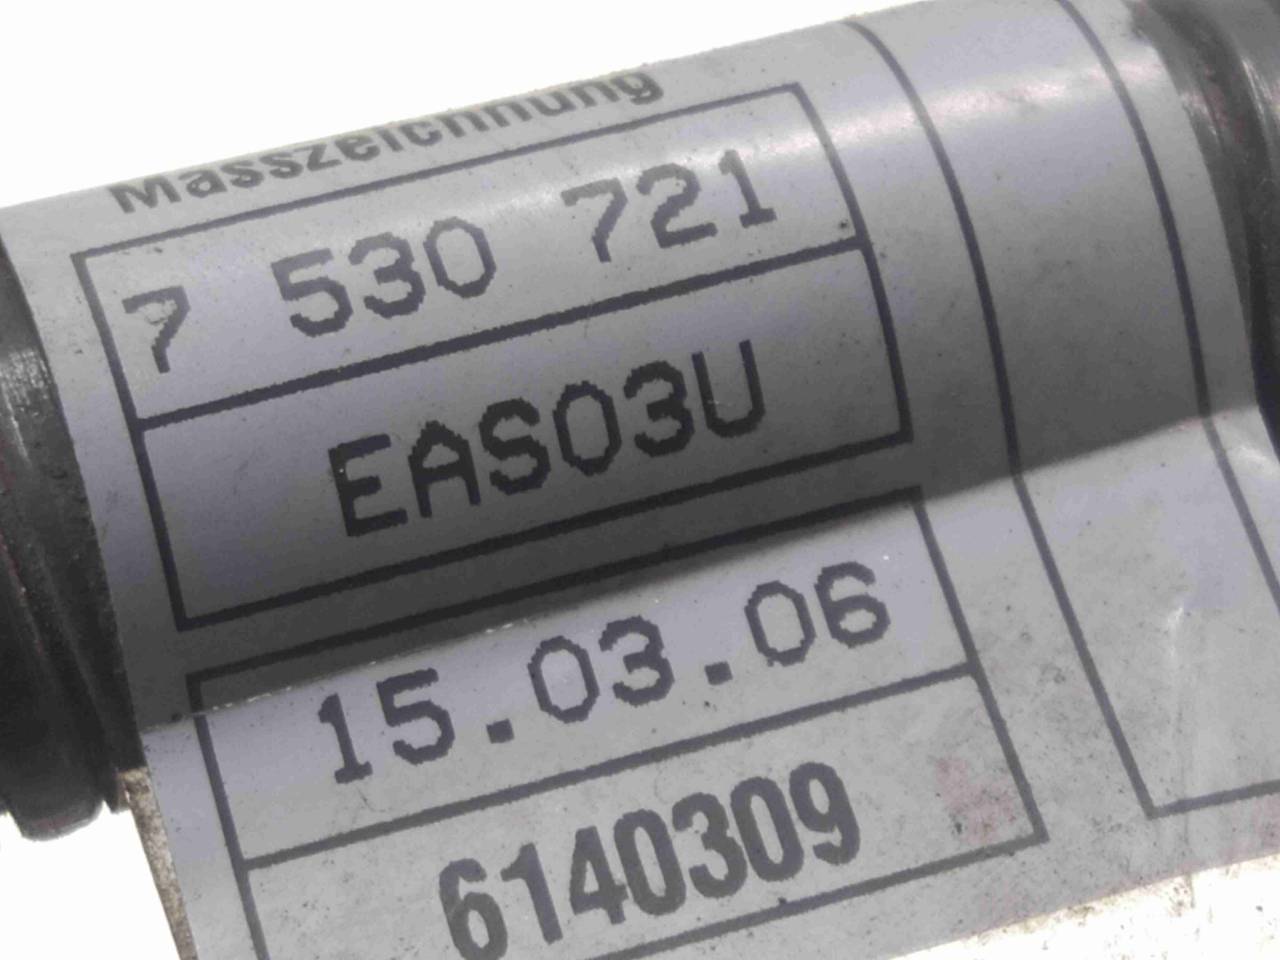 Masszeichnung
7 530 721
EAS03U
15.03.06
6140309